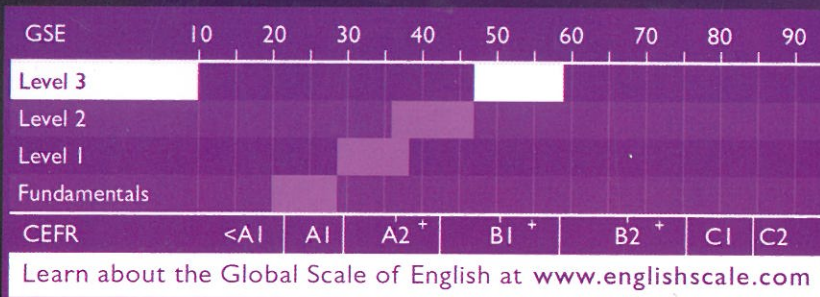 GSE 10 20 30 40 50 60 70 80 90
Level 3
Level 2
Level 1
Fundamentals
CEFR <A1 A1 A2 + B1 + B2 + C1 C2
Learn about the Global Scale of English at www.englishscale.com